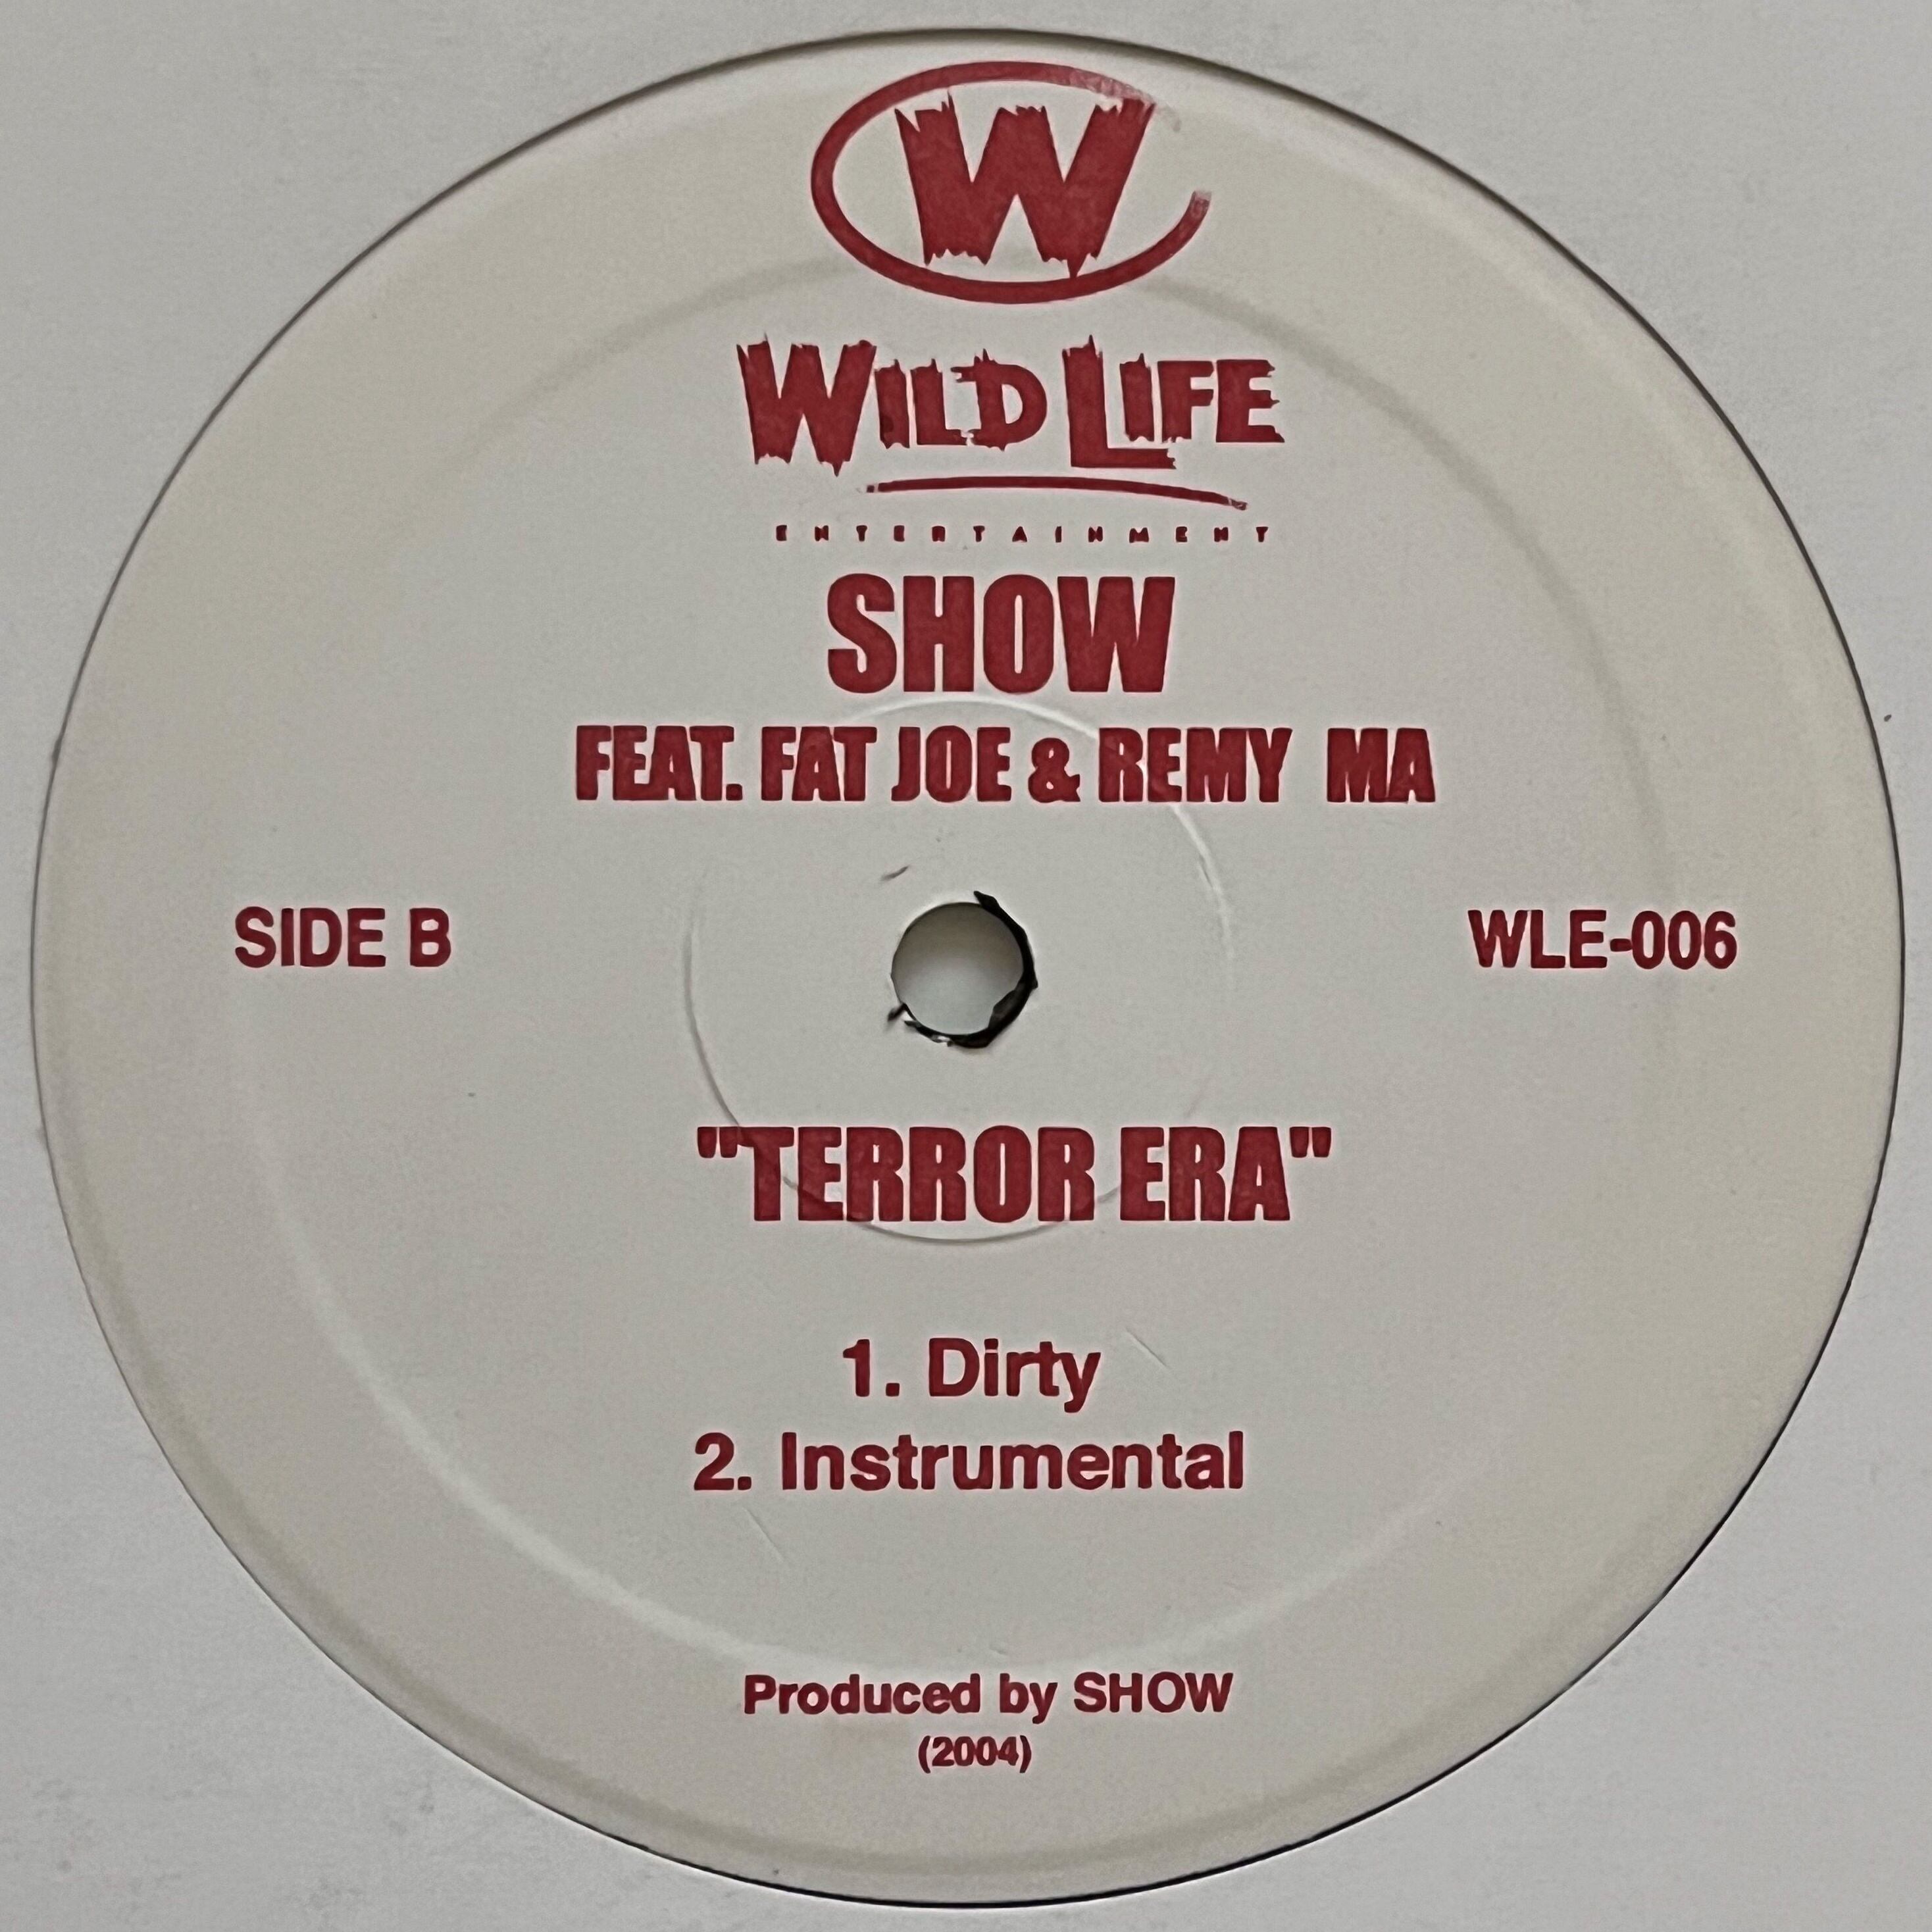 W
WILD LIFE
ENTERTAINMENT
SHOW
FEAT. FAT JOE & REMY MA
SIDE B
WLE-006
"TERROR ERA"
1. Dirty
2. Instrumental
Produced by SHOW
(2004)